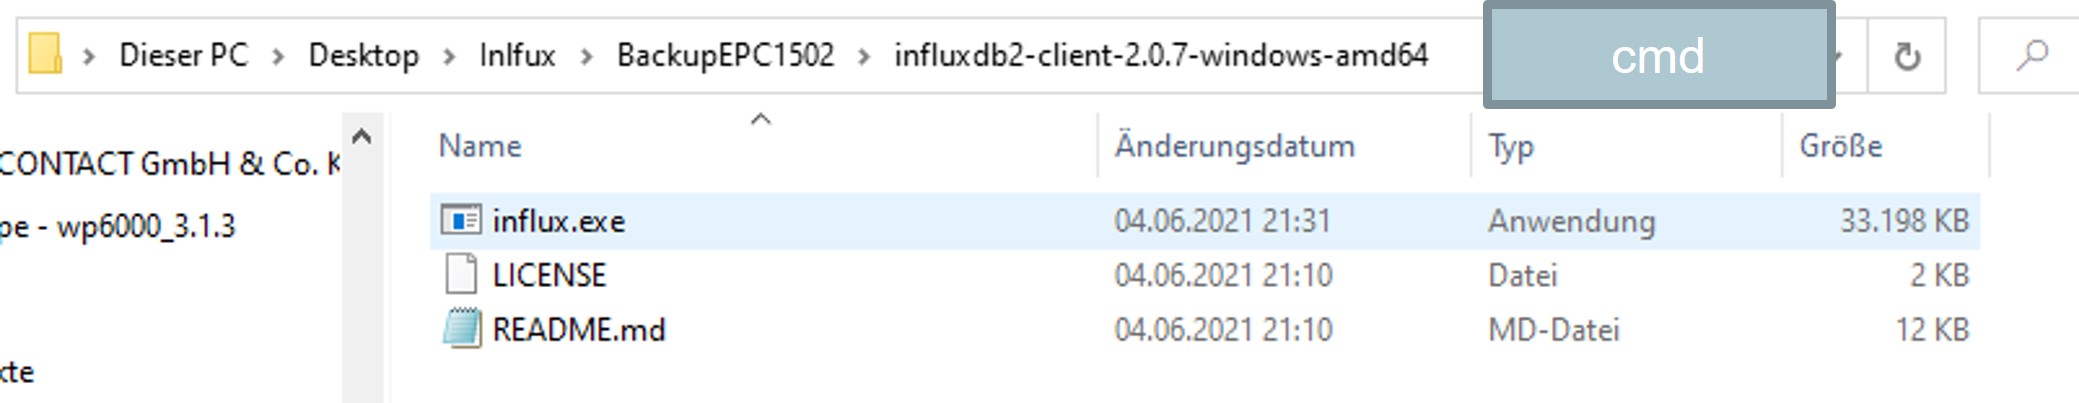 Dieser PC > Desktop > Inlfux > BackupEPC1502 > influxdb2-client-2.0.7-windows-amd64
cmd
CONTACT GmbH & Co. K
pe - wp6000_3.1.3
xte
Name Änderungsdatum Typ Größe
influx.exe 04.06.2021 21:31 Anwendung 33.198 KB
LICENSE 04.06.2021 21:10 Datei 2 KB
README.md 04.06.2021 21:10 MD-Datei 12 KB